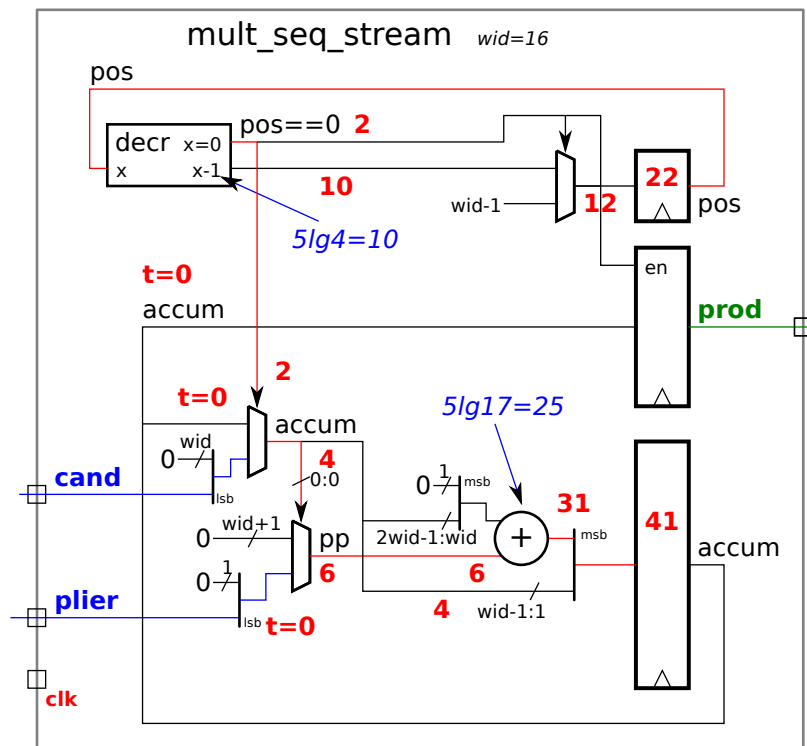 mult_seq_stream wid=16
pos
decr x=0
x x-1
pos==0 2
10
wid-1
12
22
pos
5lg4=10
t=0
en
accum
prod
2
t=0
accum
5lg17=25
wid
0
4
0:0
cand
lsb
1
0
msb
31
wid+1
0
pp
2wid-1:wid
+
msb
41
accum
1
0
6
6
plier
lsb
t=0
4
wid-1:1
clk